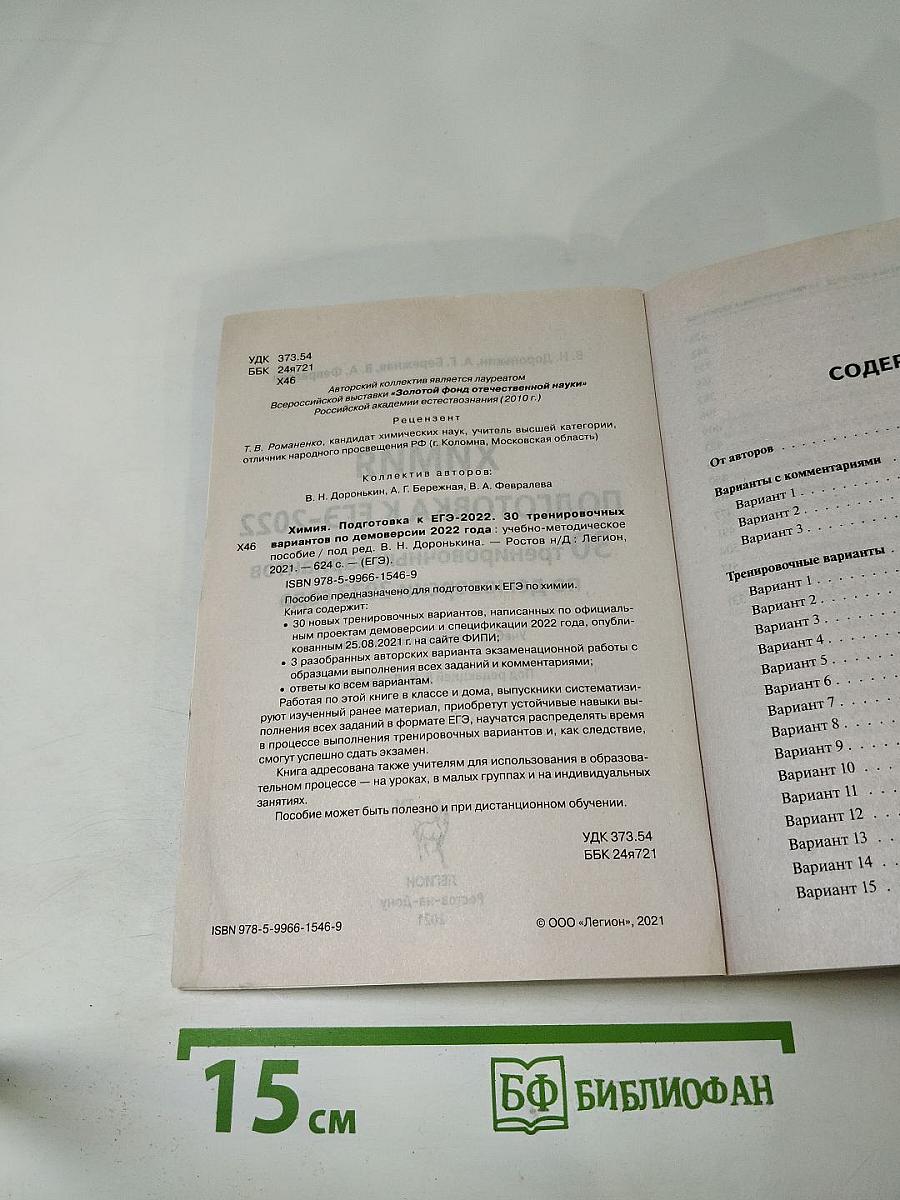 УДК 373.54
ББК 24я721
Х46
Авторский коллектив является лауреатом
Всероссийской выставки «Золотой фонд отечественной науки»
Российской академии естествознания (2010 г.)
Рецензент
Т. В. Романенко, кандидат химических наук, учитель высшей категории,
отличник народного просвещения РФ (г. Коломна, Московская область)
Коллектив авторов:
В. Н. Доронькин, А. Г. Бережная, В. А. Февралева
Химия. Подготовка к ЕГЭ-2022. 30 тренировочных
Х46 вариантов по демоверсии 2022 года : учебно-методическое
пособие / под ред. В. Н. Доронькина. — Ростов н/Д : Легион,
2021. — 624 с. — (ЕГЭ).
ISBN 978-5-9966-1546-9
Пособие предназначено для подготовки к ЕГЭ по химии.
Книга содержит:
• 30 новых тренировочных вариантов, написанных по официаль-
ным проектам демоверсии и спецификации 2022 года, опубли-
кованным 25.08.2021 г. на сайте ФИПИ;
• 3 разобранных авторских варианта экзаменационной работы с
образцами выполнения всех заданий и комментариями;
• ответы ко всем вариантам.
Работая по этой книге в классе и дома, выпускники систематизи-
руют изученный ранее материал, приобретут устойчивые навыки вы-
полнения всех заданий в формате ЕГЭ, научатся распределять время
в процессе выполнения тренировочных вариантов и, как следствие,
смогут успешно сдать экзамен.
Книга адресована также учителям для использования в образова-
тельном процессе — на уроках, в малых группах и на индивидуальных
занятиях.
Пособие может быть полезно и при дистанционном обучении.
УДК 373.54
ББК 24я721
ISBN 978-5-9966-1546-9
© ООО «Легион», 2021
СОДЕР
От авторов
Варианты с комментариями
Вариант 1
Вариант 2
Вариант 3
Тренировочные варианты
Вариант 1
Вариант 2
Вариант 3
Вариант 4
Вариант 5
Вариант 6
Вариант 7
Вариант 8
Вариант 9
Вариант 10
Вариант 11
Вариант 12
Вариант 13
Вариант 14
Вариант 15
15 см
БФ БИБЛИОФАН